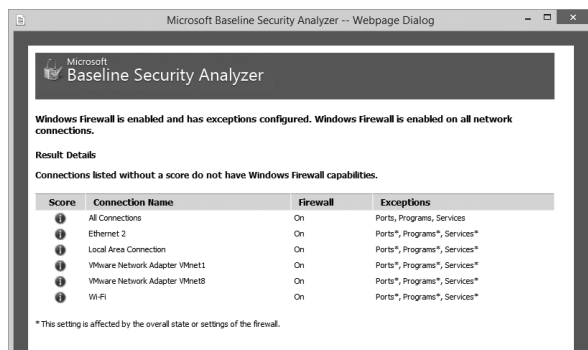 Microsoft Baseline Security Analyzer -- Webpage Dialog
Microsoft
Baseline Security Analyzer
Windows Firewall is enabled and has exceptions configured. Windows Firewall is enabled on all network
connections.
Result Details
Connections listed without a score do not have Windows Firewall capabilities.
Score Connection Name Firewall Exceptions
All Connections On Ports, Programs, Services
Ethernet 2 On Ports*, Programs*, Services*
Local Area Connection On Ports*, Programs*, Services*
VMware Network Adapter VMnet1 On Ports*, Programs*, Services*
VMware Network Adapter VMnet8 On Ports*, Programs*, Services*
Wi-Fi On Ports*, Programs*, Services*
* This setting is affected by the overall state or settings of the firewall.